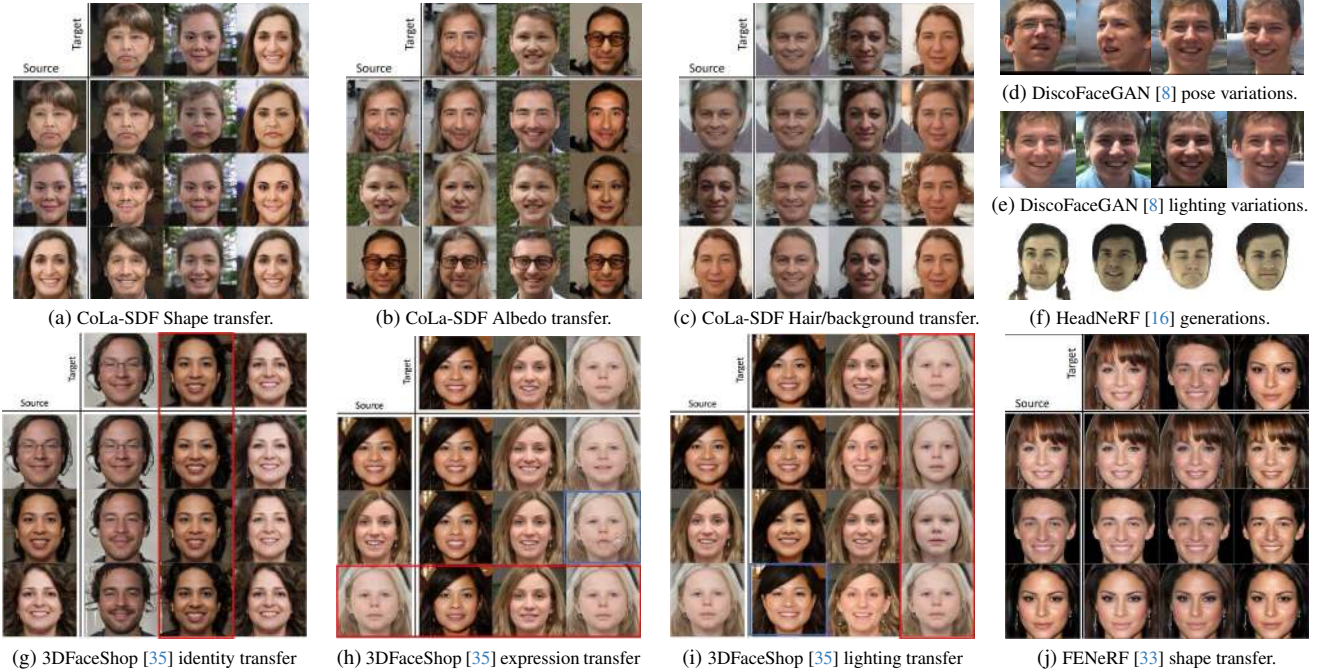 Target
Source
Target
Source
Target
Source
(a) CoLa-SDF Shape transfer.
(b) CoLa-SDF Albedo transfer.
(c) CoLa-SDF Hair/background transfer.
(d) DiscoFaceGAN [8] pose variations.
(e) DiscoFaceGAN [8] lighting variations.
(f) HeadNeRF [16] generations.
Target
Source
Target
Source
Target
Source
Target
Source
(g) 3DFaceShop [35] identity transfer
(h) 3DFaceShop [35] expression transfer
(i) 3DFaceShop [35] lighting transfer
(j) FENeRF [33] shape transfer.